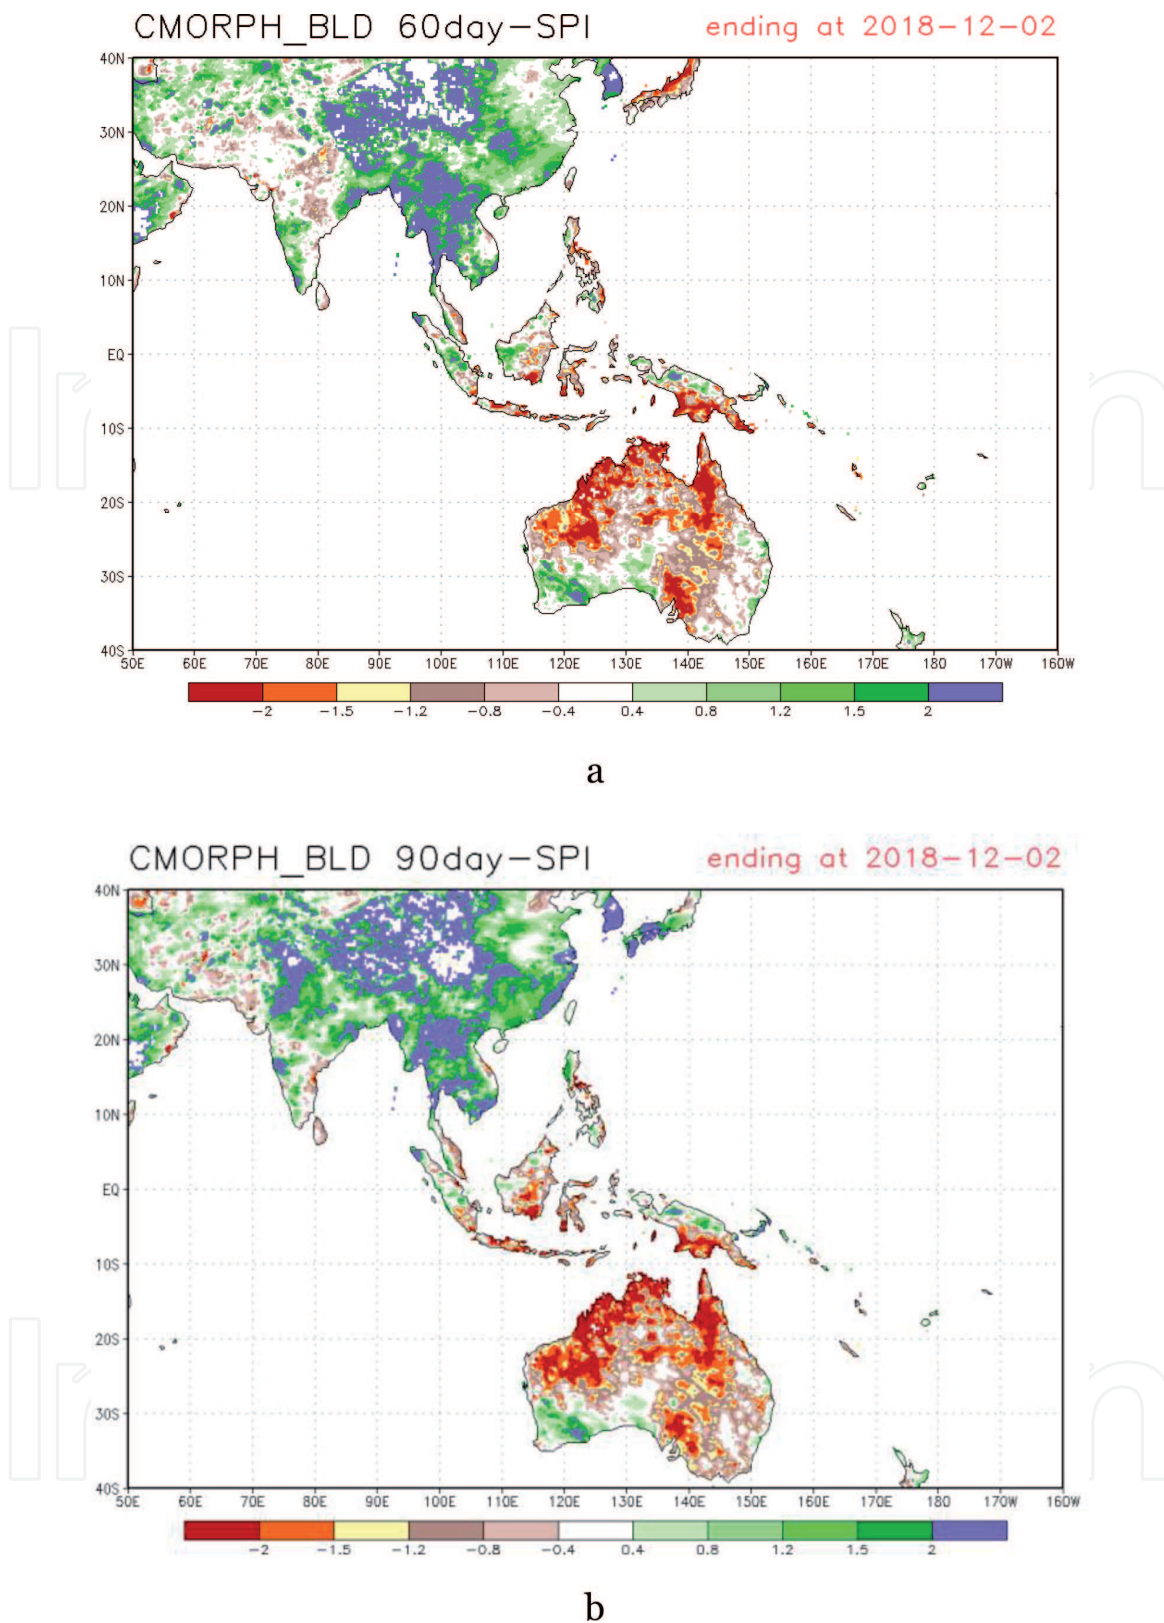 CMORPH_BLD 60day-SPI ending at 2018-12-02
40N
30N
20N
10N
EQ
10S
20S
30S
40S
50E 60E 70E 80E 90E 100E 110E 120E 130E 140E 150E 160E 170E 180 170W 160W
-2 -1.5 -1.2 -0.8 -0.4 0.4 0.8 1.2 1.5 2
a
CMORPH_BLD 90day-SPI ending at 2018-12-02
40N
30N
20N
10N
EQ
10S
20S
30S
40S
50E 60E 70E 80E 90E 100E 110E 120E 130E 140E 150E 160E 170E 180 170W 160W
-2 -1.5 -1.2 -0.8 -0.4 0.4 0.8 1.2 1.5 2
b